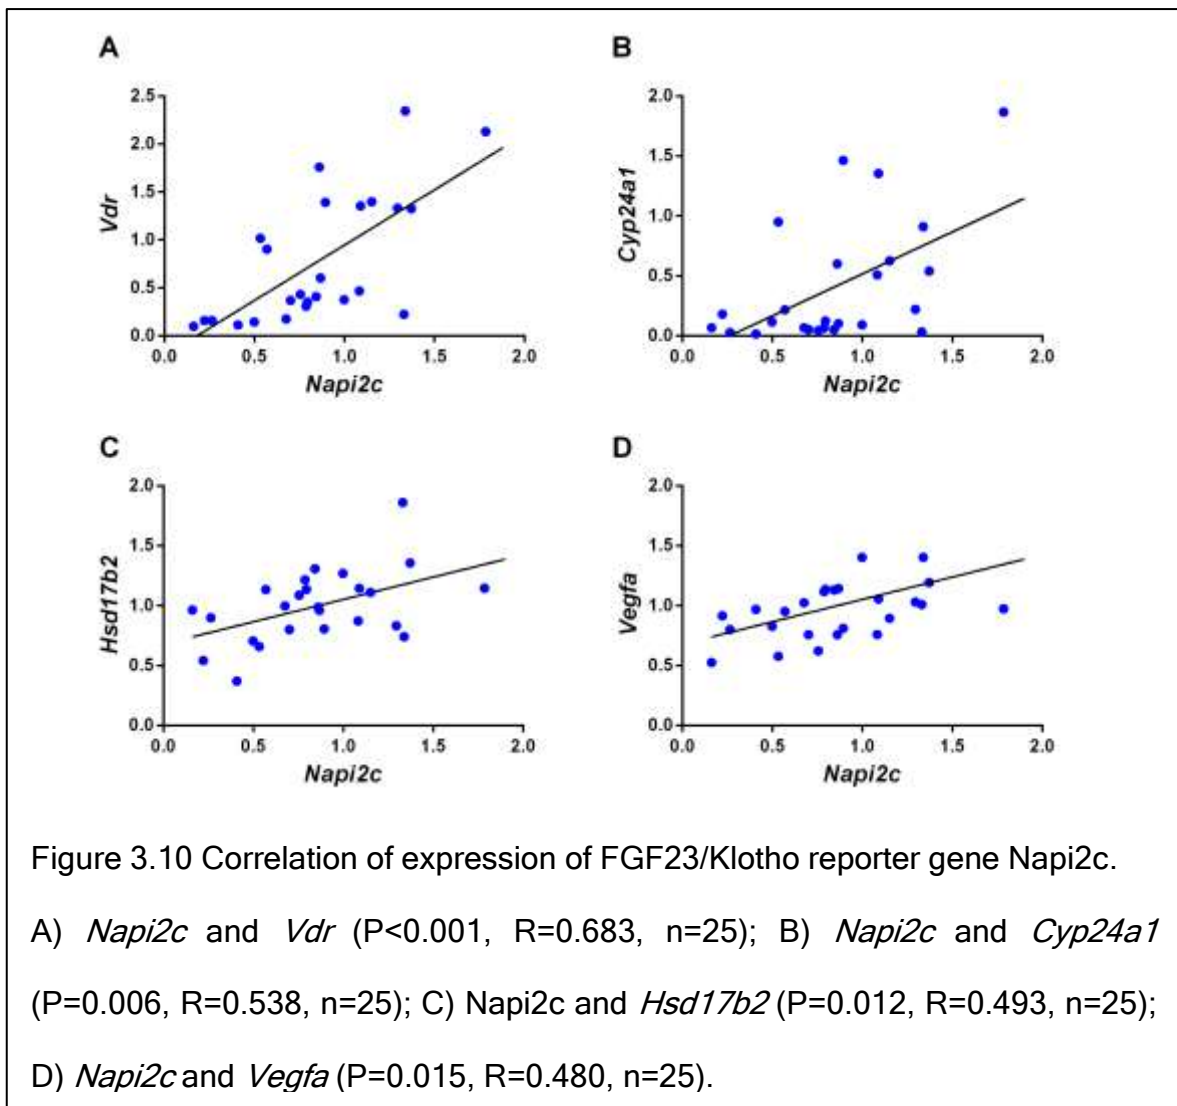 A
B
2.5
2.0
1.5
1.0
0.5
0.0
Vdr
0.0 0.5 1.0 1.5 2.0
Napi2c
2.0
1.5
1.0
0.5
0.0
Cyp24a1
0.0 0.5 1.0 1.5 2.0
Napi2c
C
D
2.0
1.5
1.0
0.5
0.0
Hsd17b2
0.0 0.5 1.0 1.5 2.0
Napi2c
2.0
1.5
1.0
0.5
0.0
Vegfa
0.0 0.5 1.0 1.5 2.0
Napi2c
Figure 3.10 Correlation of expression of FGF23/Klotho reporter gene Napi2c.
A) Napi2c and Vdr (P<0.001, R=0.683, n=25); B) Napi2c and Cyp24a1
(P=0.006, R=0.538, n=25); C) Napi2c and Hsd17b2 (P=0.012, R=0.493, n=25);
D) Napi2c and Vegfa (P=0.015, R=0.480, n=25).